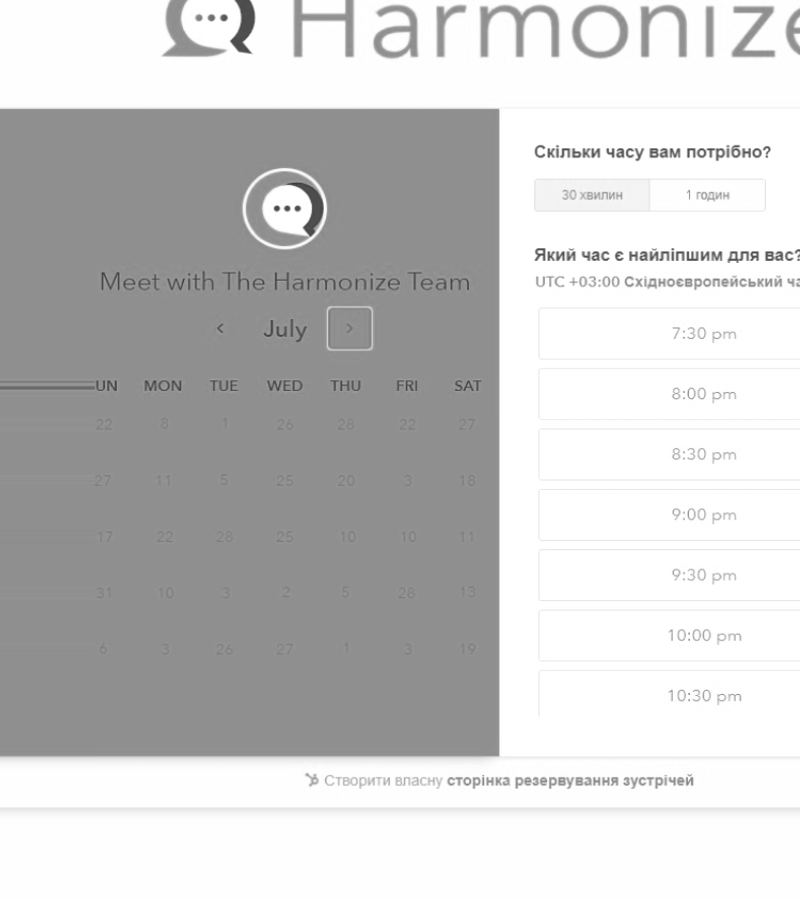 Harmonize
Meet with The Harmonize Team
July
UN MON TUE WED THU FRI SAT
22 8 1 26 28 22 27
27 11 5 25 20 3 18
17 22 28 25 10 10 11
31 10 3 2 5 28 13
6 3 26 27 1 3 19
Скільки часу вам потрібно?
30 хвилин 1 годин
Який час є найліпшим для вас?
UTC +03:00 Східноєвропейський ча
7:30 pm
8:00 pm
8:30 pm
9:00 pm
9:30 pm
10:00 pm
10:30 pm
Створити власну сторінка резервування зустрічей